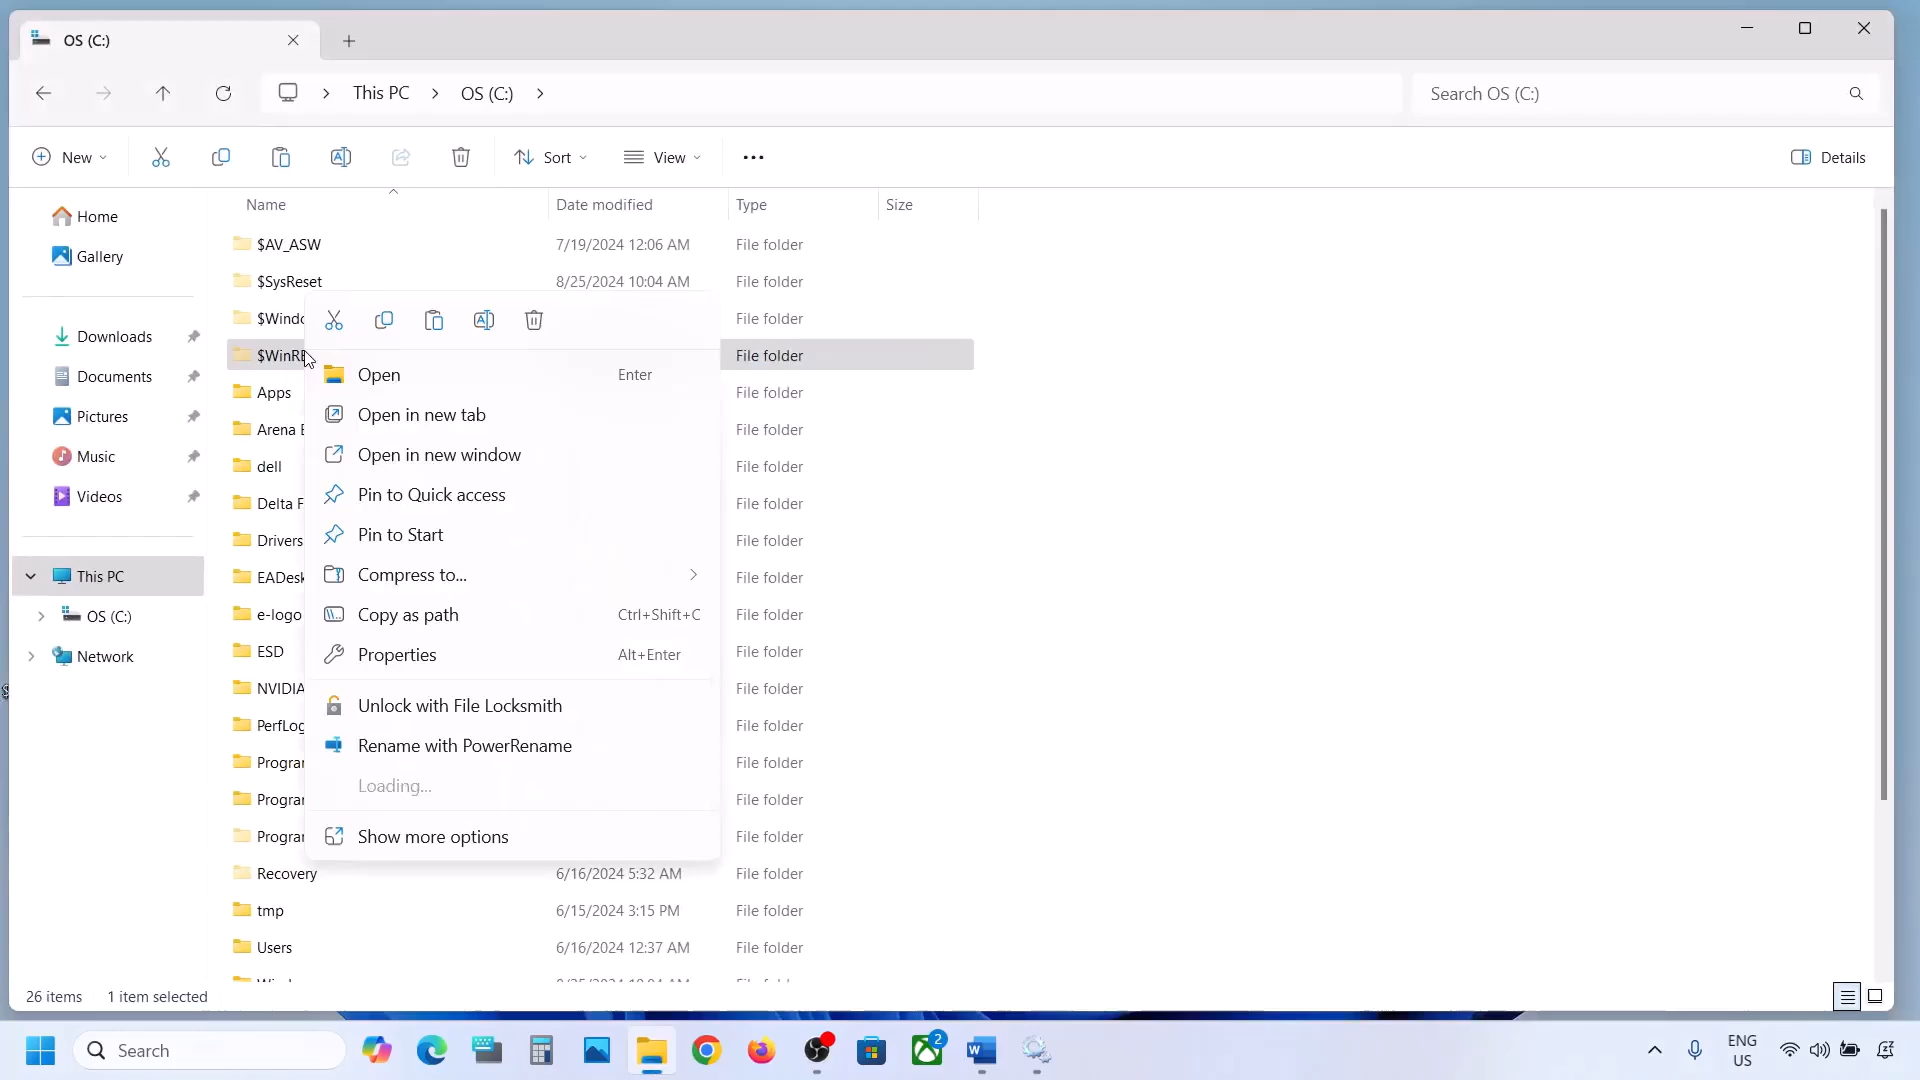 OS (C:)
This PC
OS (C:)
Search OS (C:)
New
Sort
View
Details
Name
Date modified
Type
Size
Home
Gallery
Downloads
Documents
Pictures
Music
Videos
This PC
OS (C:)
Network
$AV_ASW 7/19/2024 12:06 AM File folder
$SysReset 8/25/2024 10:04 AM File folder
$Windo File folder
$WinRE File folder
Apps File folder
Arena File folder
dell File folder
Delta F File folder
Drivers File folder
EADesk File folder
e-logo File folder
ESD File folder
NVIDIA File folder
PerfLog File folder
Program File folder
Program File folder
Program File folder
Recovery 6/16/2024 5:32 AM File folder
tmp 6/15/2024 3:15 PM File folder
Users 6/16/2024 12:37 AM File folder
Open Enter
Open in new tab
Open in new window
Pin to Quick access
Pin to Start
Compress to...
Copy as path Ctrl+Shift+C
Properties Alt+Enter
Unlock with File Locksmith
Rename with PowerRename
Loading...
Show more options
26 items
1 item selected
Search
2
ENG
US